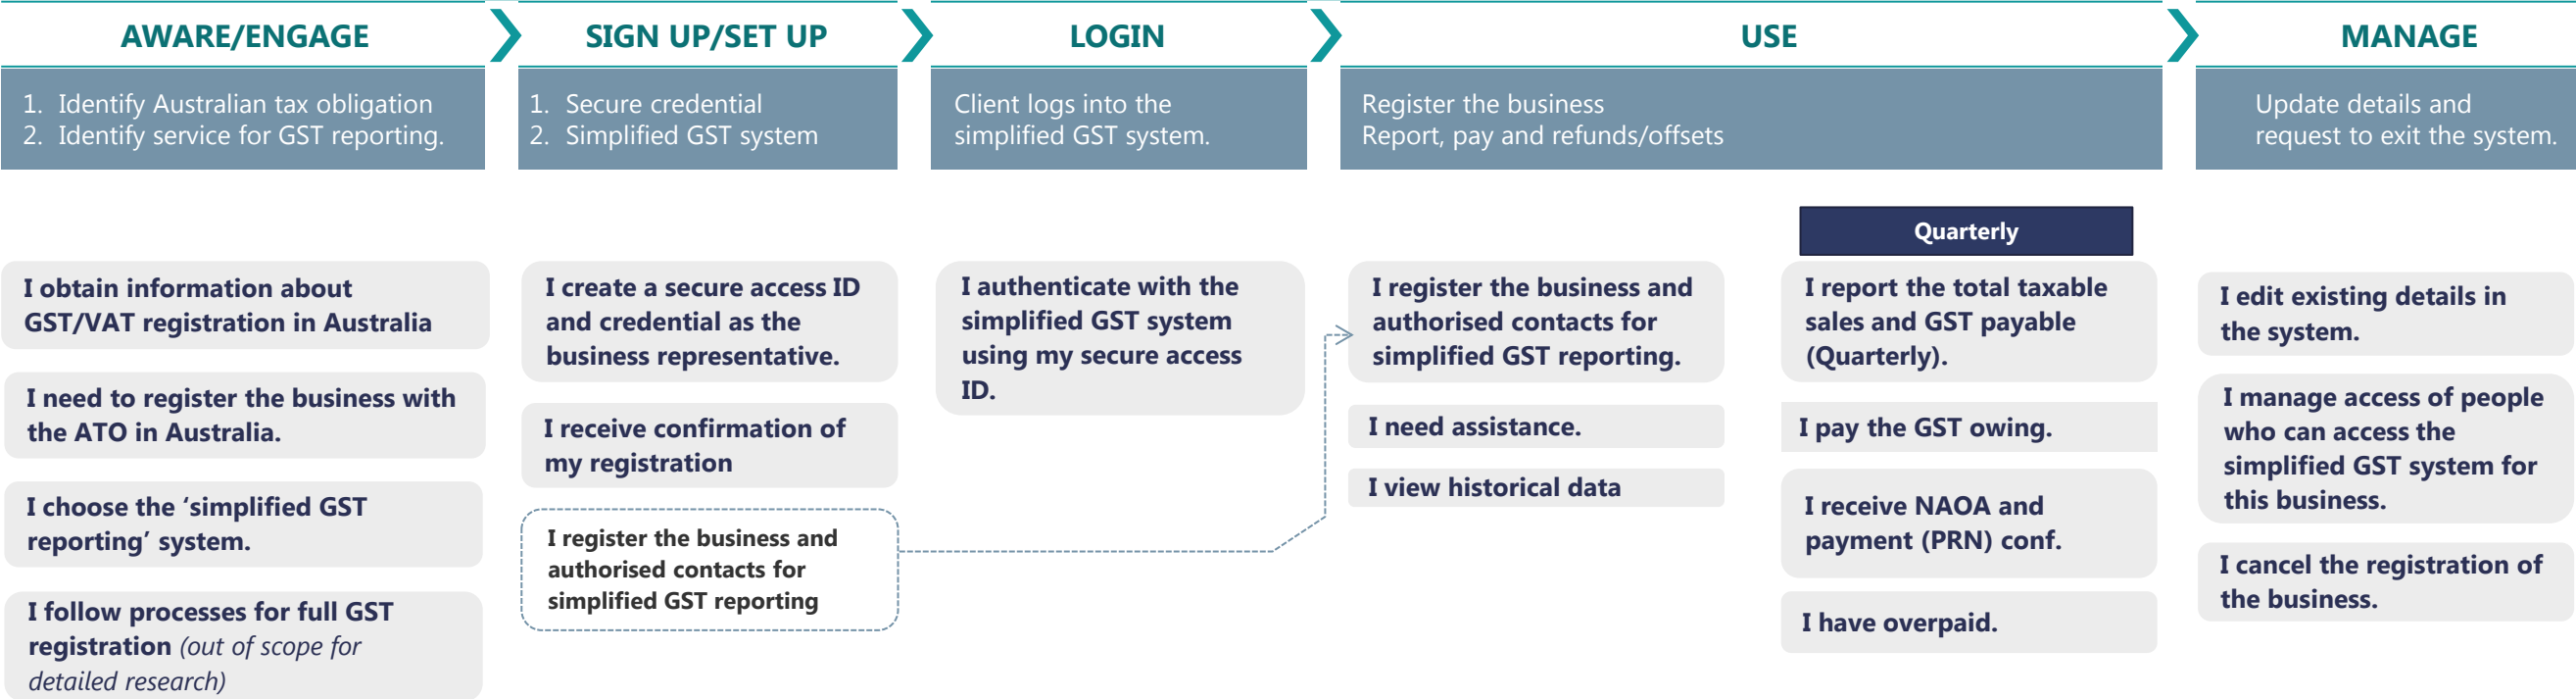 AWARE/ENGAGE
1. Identify Australian tax obligation
2. Identify service for GST reporting.
I obtain information about
GST/VAT registration in Australia
I need to register the business with
the ATO in Australia.
I choose the ‘simplified GST
reporting’ system.
I follow processes for full GST
registration (out of scope for
detailed research)
SIGN UP/SET UP
1. Secure credential
2. Simplified GST system
I create a secure access ID
and credential as the
business representative.
I receive confirmation of
my registration
I register the business and
authorised contacts for
simplified GST reporting
LOGIN
Client logs into the
simplified GST system.
I authenticate with the
simplified GST system
using my secure access
ID.
USE
Register the business
Report, pay and refunds/offsets
I register the business and
authorised contacts for
simplified GST reporting.
I need assistance.
I view historical data
Quarterly
I report the total taxable
sales and GST payable
(Quarterly).
I pay the GST owing.
I receive NAOA and
payment (PRN) conf.
I have overpaid.
MANAGE
Update details and
request to exit the system.
I edit existing details in
the system.
I manage access of people
who can access the
simplified GST system for
this business.
I cancel the registration of
the business.